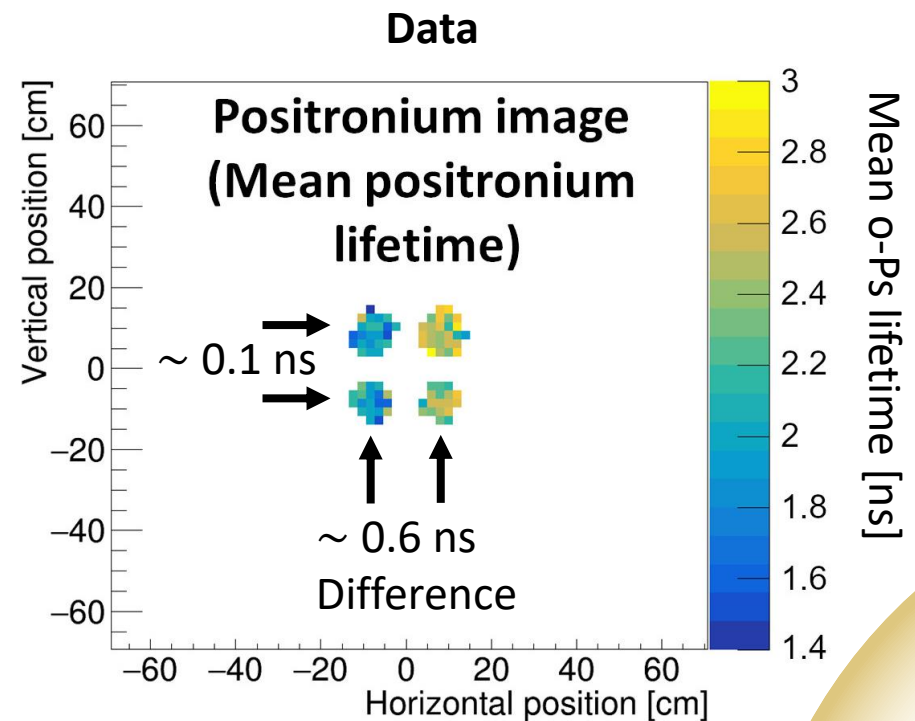 Data
Positronium image
(Mean positronium
lifetime)
Vertical position [cm]
60
40
20
0
−20
−40
−60
∼ 0.1 ns
∼ 0.6 ns
Difference
−60 −40 −20 0 20 40 60
Horizontal position [cm]
3
2.8
2.6
2.4
2.2
2
1.8
1.6
1.4
Mean o-Ps lifetime [ns]